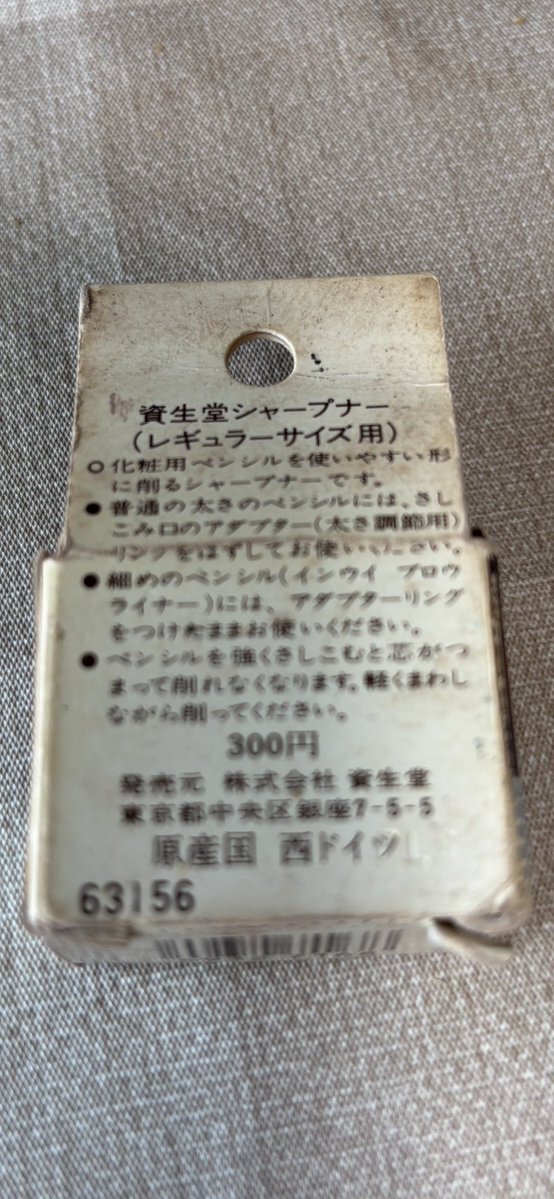 資生堂シャープナー
(レギュラーサイズ用)
○ 化粧用ペンシルを使いやすい形
に削るシャープナーです。
● 普通の太さのペンシルには、さし
こみ口のアダプター(太さ調節用)
リングをはずしてお使いください。
● 細めのペンシル(インウイ ブロウ
ライナー)には、アダプターリング
をつけたままお使いください。
● ペンシルを強くさしこむと芯がつ
まって削れなくなります。軽くまわし
ながら削ってください。
300円
発売元 株式会社 資生堂
東京都中央区銀座7-5-5
原産国 西ドイツ
63156